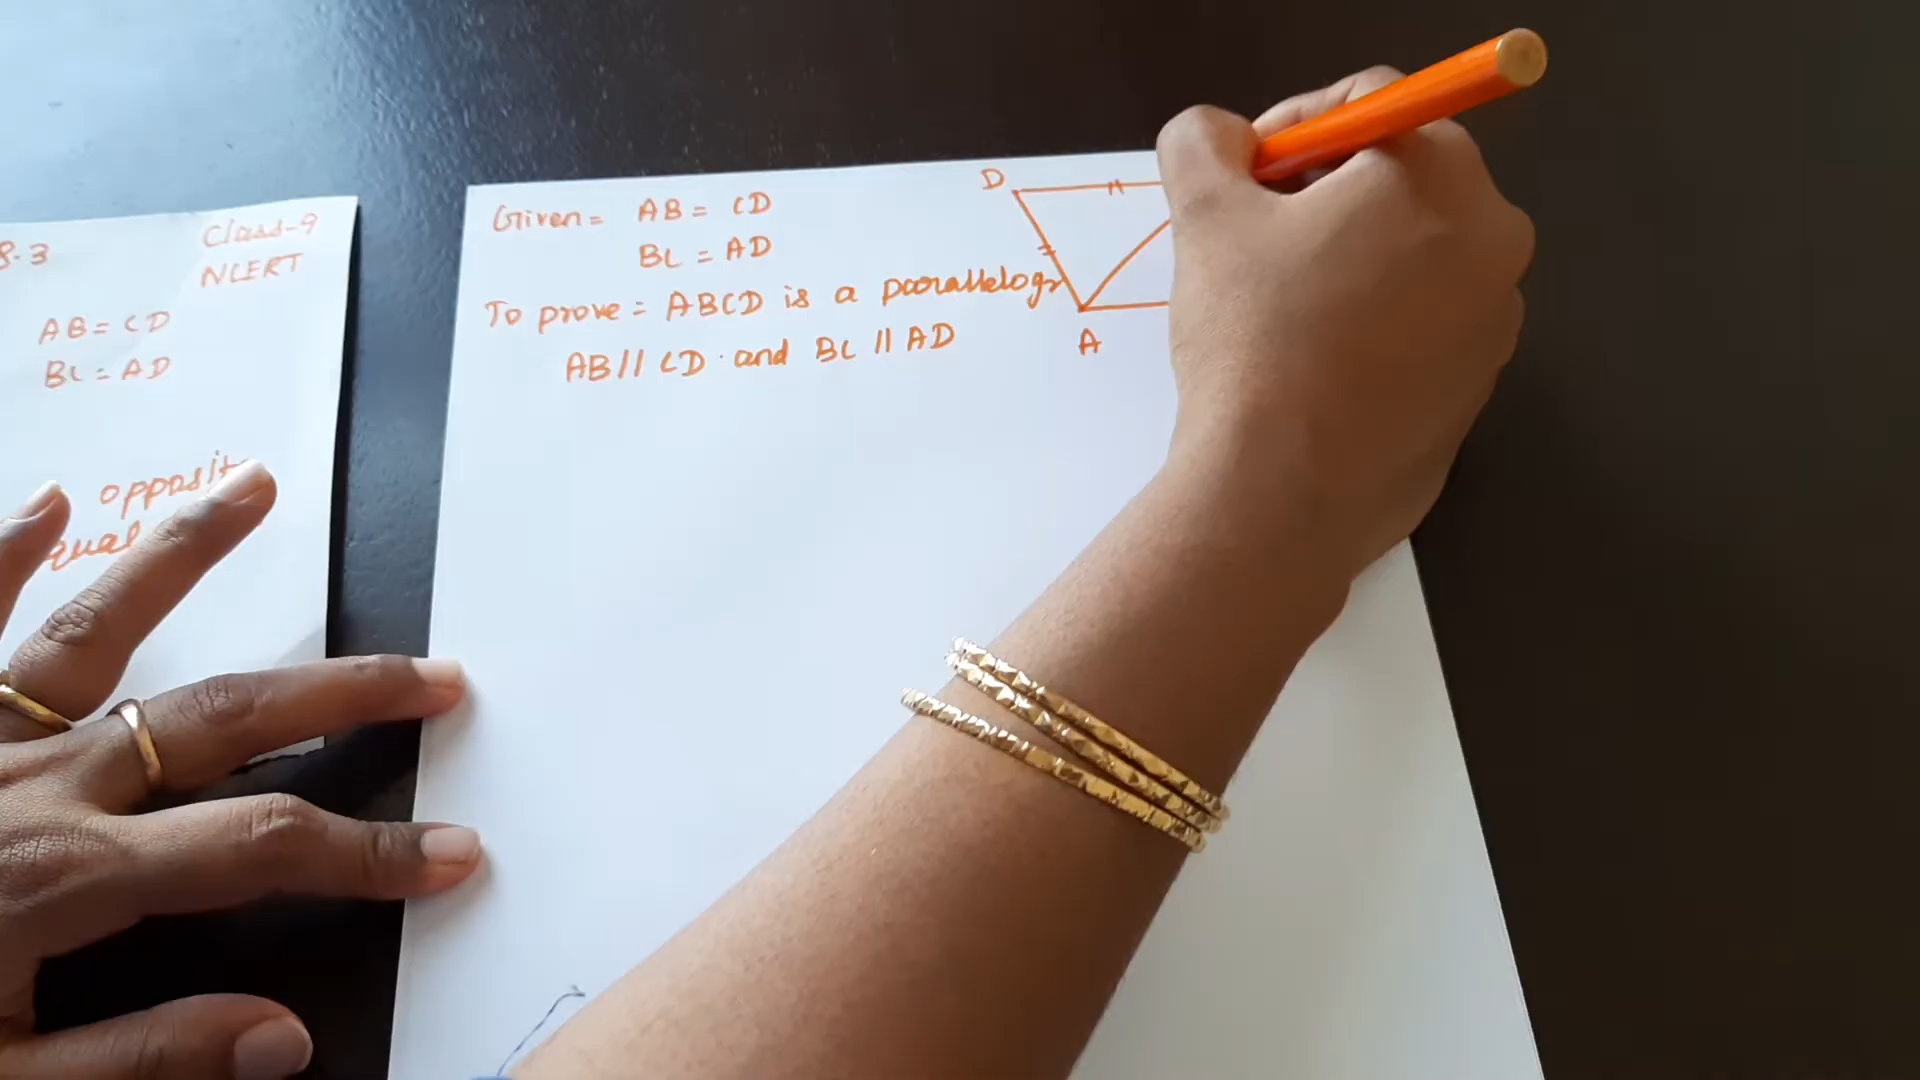 8.3
Class-9
NCERT
AB = CD
BC = AD
opposit
qual
Given = AB = CD
BC = AD
To prove = ABCD is a parallelogr
AB // CD . and BC // AD
D
A